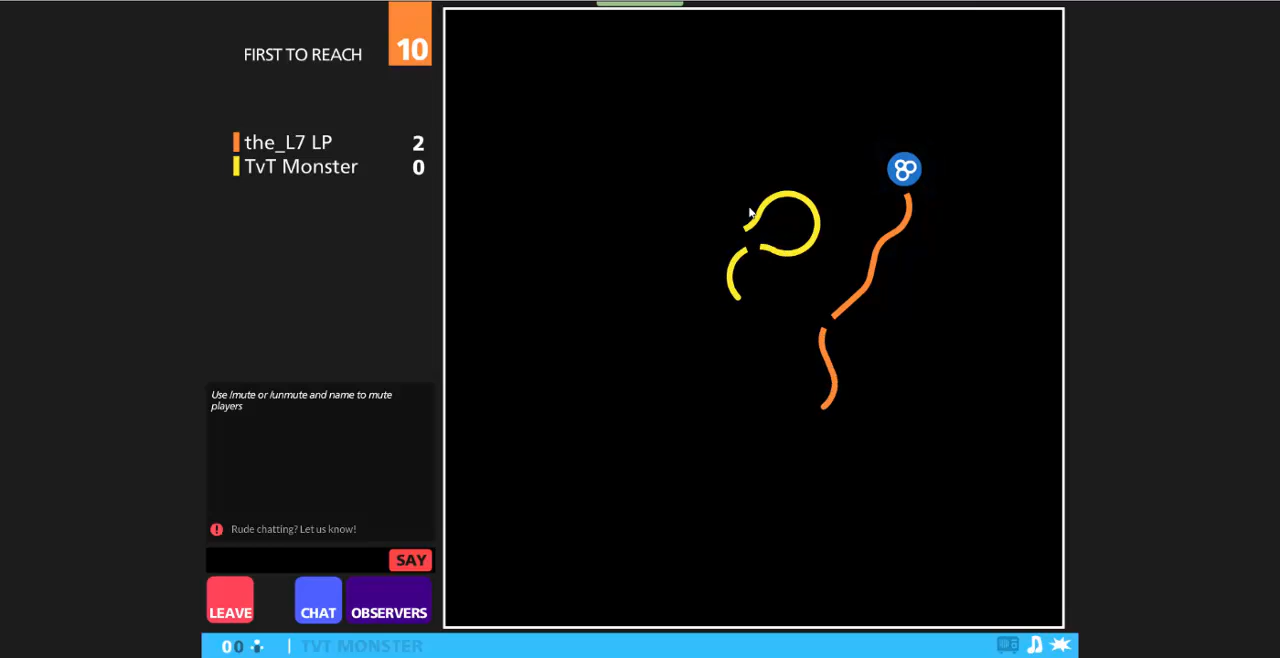 FIRST TO REACH 10
the_L7 LP 2
TvT Monster 0
Use /mute or /unmute and name to mute
players
Rude chatting? Let us know!
SAY
LEAVE CHAT OBSERVERS
00 TVT MONSTER